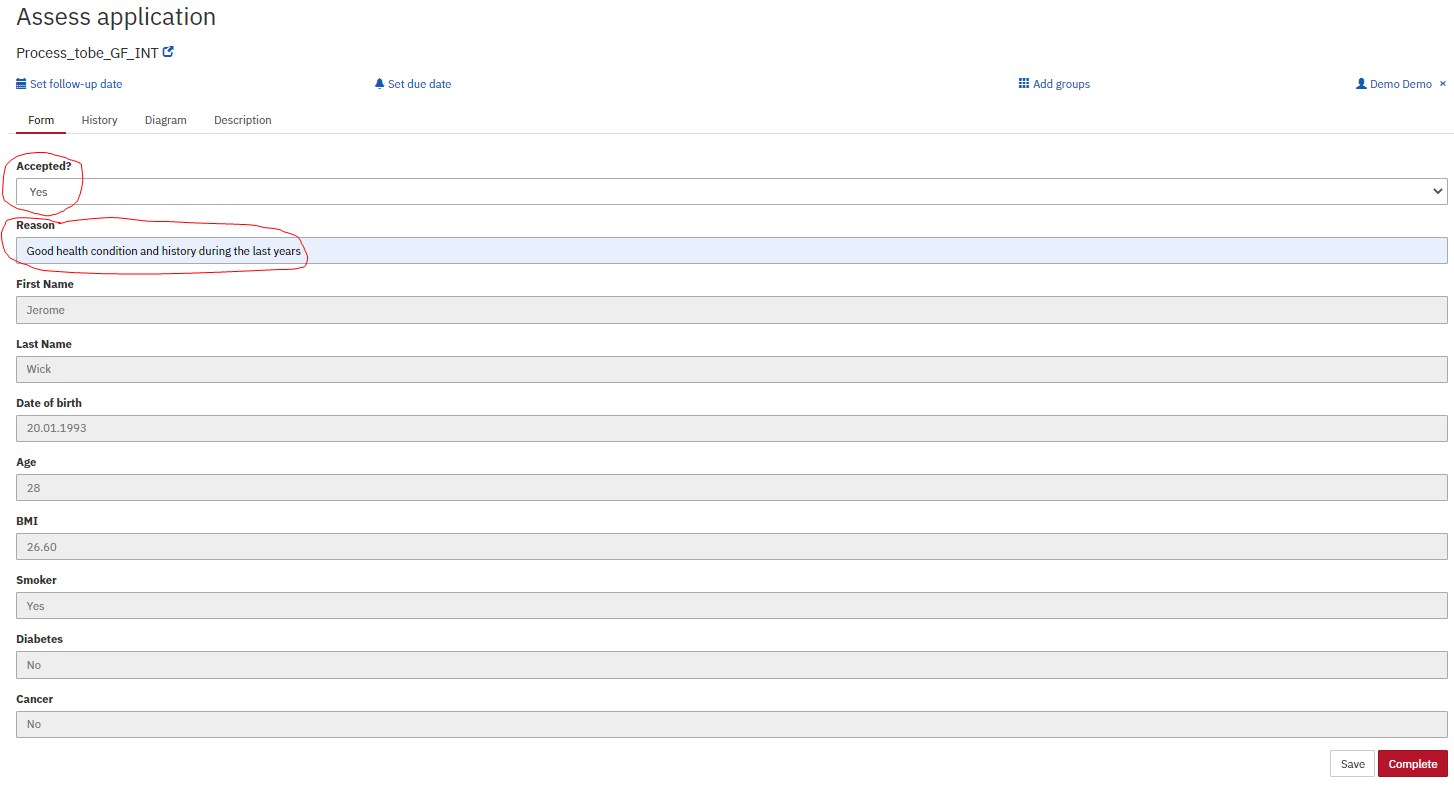 Assess application
Process_tobe_GF_INT
Set follow-up date Set due date Add groups Demo Demo ×
Form History Diagram Description
Accepted?
Yes
Reason
Good health condition and history during the last years
First Name
Jerome
Last Name
Wick
Date of birth
20.01.1993
Age
28
BMI
26.60
Smoker
Yes
Diabetes
No
Cancer
No
Save Complete